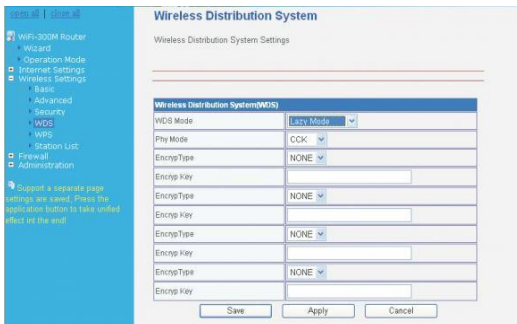 open all | close all
WiFi-300M Router
Wizard
Operation Mode
Internet Settings
Wireless Settings
Basic
Advanced
Security
WDS
WPS
Station List
Firewall
Administration
Support a separate page
settings are saved, Press the
application button to take unified
effect int the end!
Wireless Distribution System
Wireless Distribution System Settings
Wireless Distribution System(WDS)
WDS Mode Lazy Mode
Phy Mode CCK
EncrypType NONE
Encryp Key
EncrypType NONE
Encryp Key
EncrypType NONE
Encryp Key
EncrypType NONE
Encryp Key
Save Apply Cancel